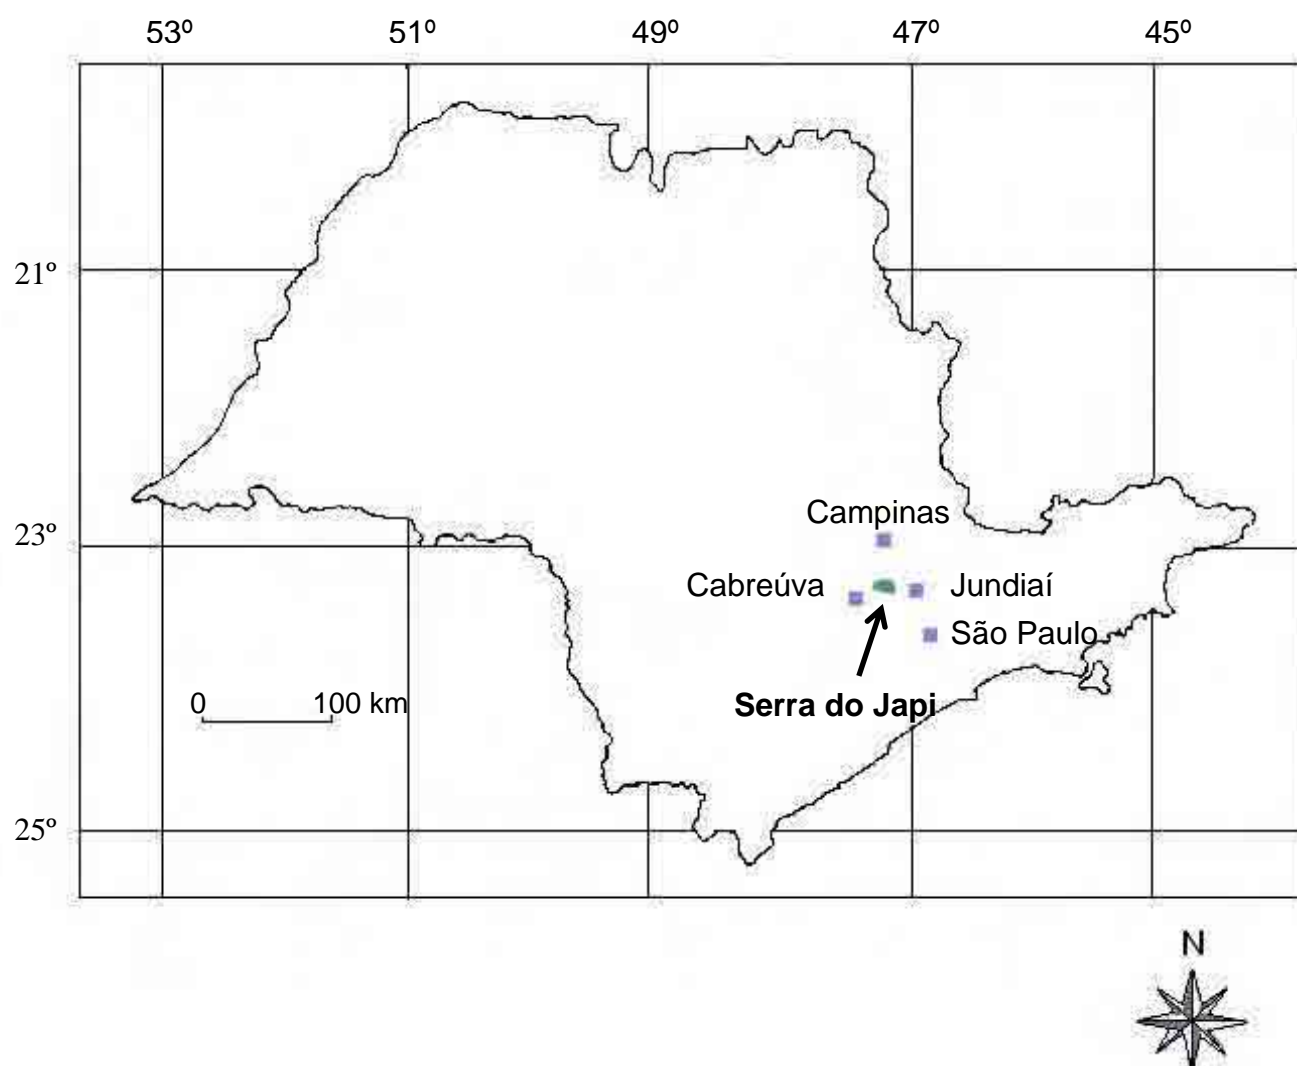 53º 51º 49º 47º 45º
21º
Campinas
23º
Cabreúva Jundiaí
São Paulo
0 100 km
Serra do Japi
25º
N